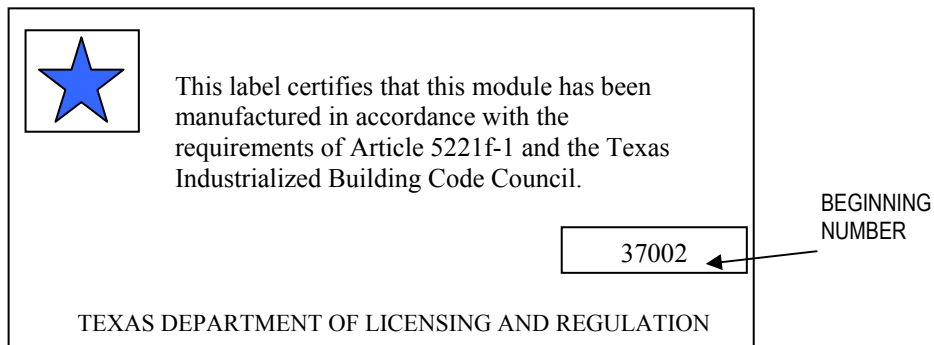 This label certifies that this module has been
manufactured in accordance with the
requirements of Article 5221f-1 and the Texas
Industrialized Building Code Council.
BEGINNING
NUMBER
37002
TEXAS DEPARTMENT OF LICENSING AND REGULATION